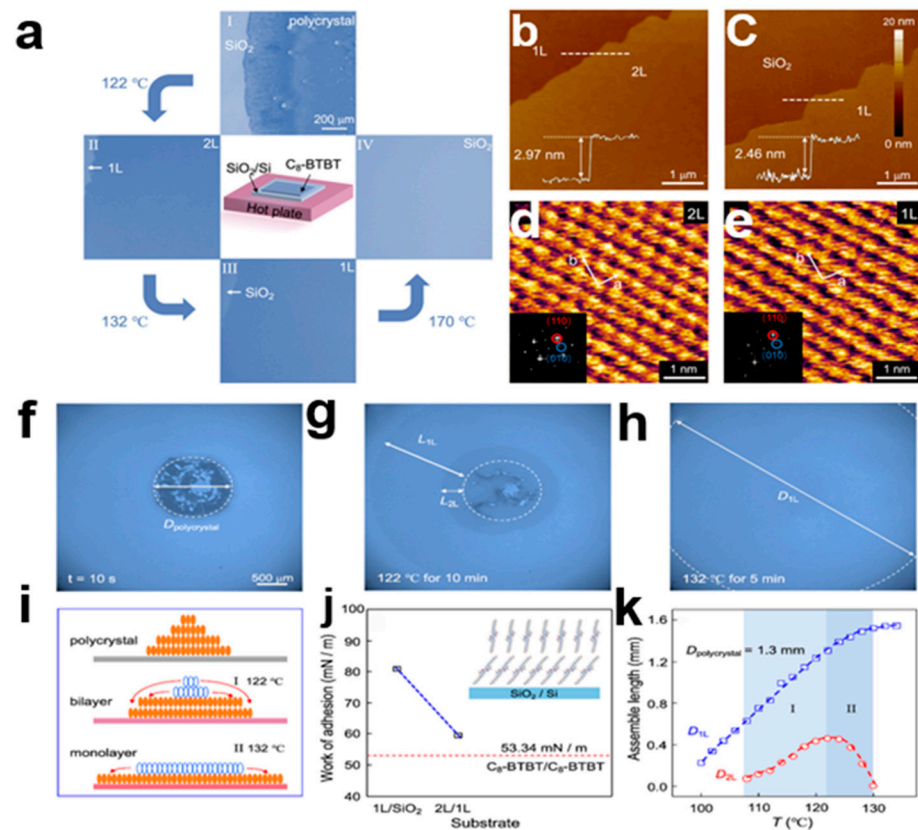 a
I
polycrystal
SiO₂
200 μm
122 ℃
II
2L
1L
SiO₂/Si
C₈-BTBT
Hot plate
IV
SiO₂
III
1L
SiO₂
132 ℃
170 ℃
b
1L
2L
2.97 nm
1 μm
C
20 nm
SiO₂
1L
0 nm
2.46 nm
1 μm
d
2L
b
a
(110)
(010)
1 nm
e
1L
b
a
(110)
(010)
1 nm
f
D polycrystal
t = 10 s
500 μm
g
L1L
L2L
122 ℃ for 10 min
h
D1L
132 ℃ for 5 min
i
polycrystal
I 122 ℃
bilayer
II 132 ℃
monolayer
j
Work of adhesion (mN / m)
100
90
80
70
60
50
40
SiO₂ / Si
53.34 mN / m
C₈-BTBT/C₈-BTBT
1L/SiO₂ 2L/1L
Substrate
k
Assemble length (mm)
1.6
1.2
0.8
0.4
0.0
D polycrystal = 1.3 mm
I
II
D1L
D2L
100 110 120 130
T (℃)